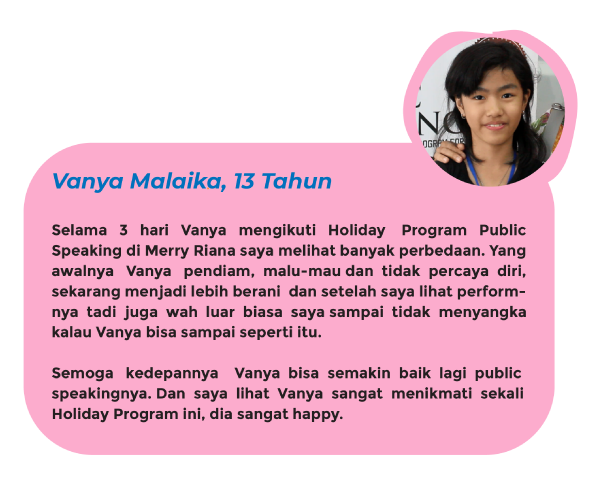 Vanya Malaika, 13 Tahun
Selama 3 hari Vanya mengikuti Holiday Program Public
Speaking di Merry Riana saya melihat banyak perbedaan. Yang
awalnya Vanya pendiam, malu-mau dan tidak percaya diri,
sekarang menjadi lebih berani dan setelah saya lihat perform-
nya tadi juga wah luar biasa saya sampai tidak menyangka
kalau Vanya bisa sampai seperti itu.
Semoga kedepannya Vanya bisa semakin baik lagi public
speakingnya. Dan saya lihat Vanya sangat menikmati sekali
Holiday Program ini, dia sangat happy.